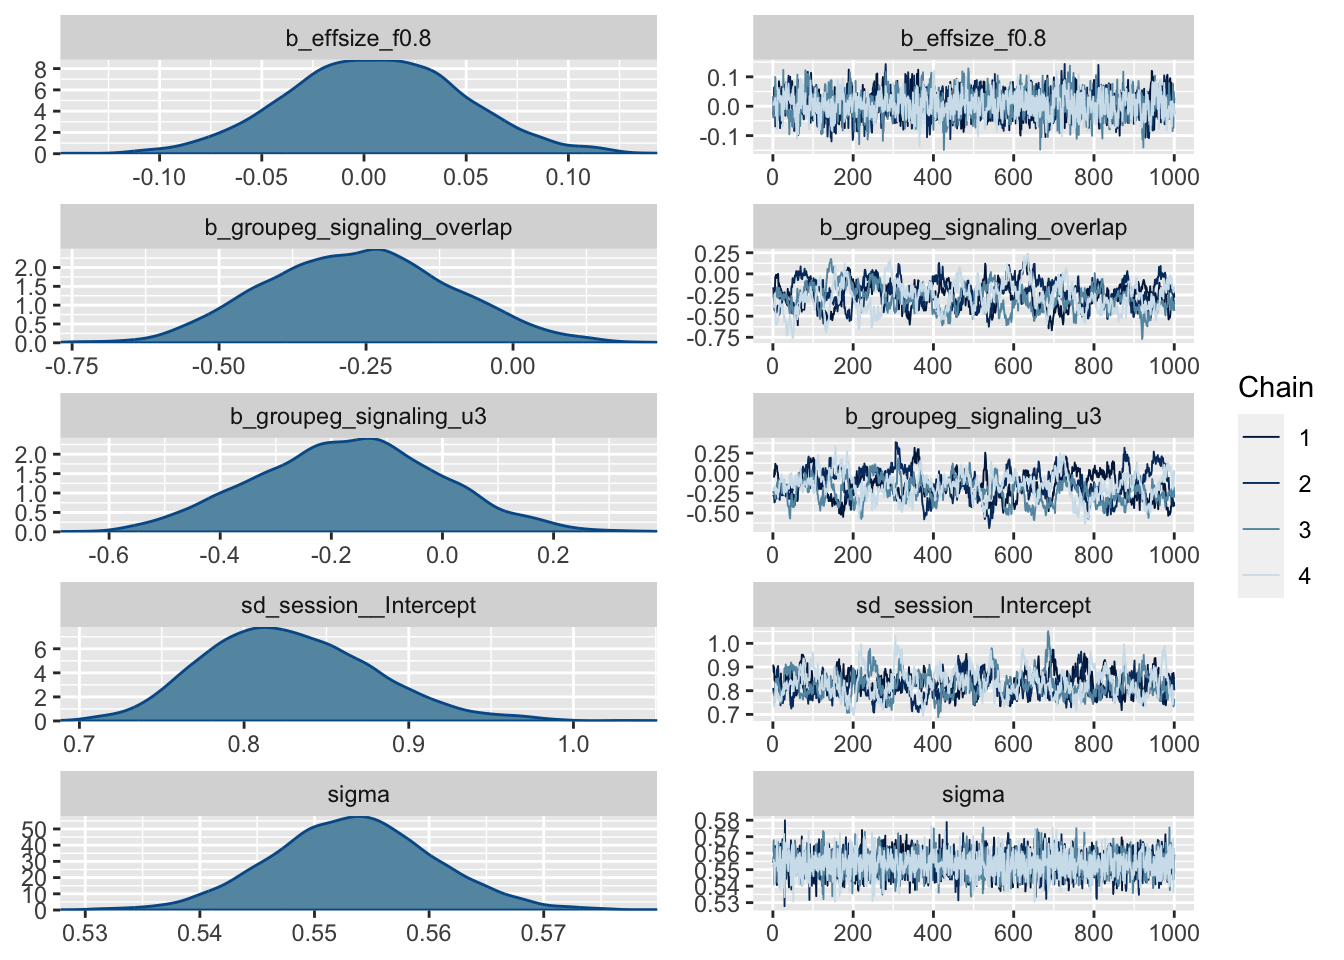 b_effsize_f0.8
8
6
4
2
0
-0.10 -0.05 0.00 0.05 0.10
b_effsize_f0.8
0.1
0.0
-0.1
0 200 400 600 800 1000
b_groupeg_signaling_overlap
2.0
1.5
1.0
0.5
0.0
-0.75 -0.50 -0.25 0.00
b_groupeg_signaling_overlap
0.25
0.00
-0.25
-0.50
-0.75
0 200 400 600 800 1000
b_groupeg_signaling_u3
2.0
1.5
1.0
0.5
0.0
-0.6 -0.4 -0.2 0.0 0.2
b_groupeg_signaling_u3
0.25
0.00
-0.25
-0.50
0 200 400 600 800 1000
sd_session__Intercept
6
4
2
0
0.7 0.8 0.9 1.0
sd_session__Intercept
1.0
0.9
0.8
0.7
0 200 400 600 800 1000
sigma
50
40
30
20
10
0
0.53 0.54 0.55 0.56 0.57
sigma
0.58
0.57
0.56
0.55
0.54
0.53
0 200 400 600 800 1000
Chain
1
2
3
4